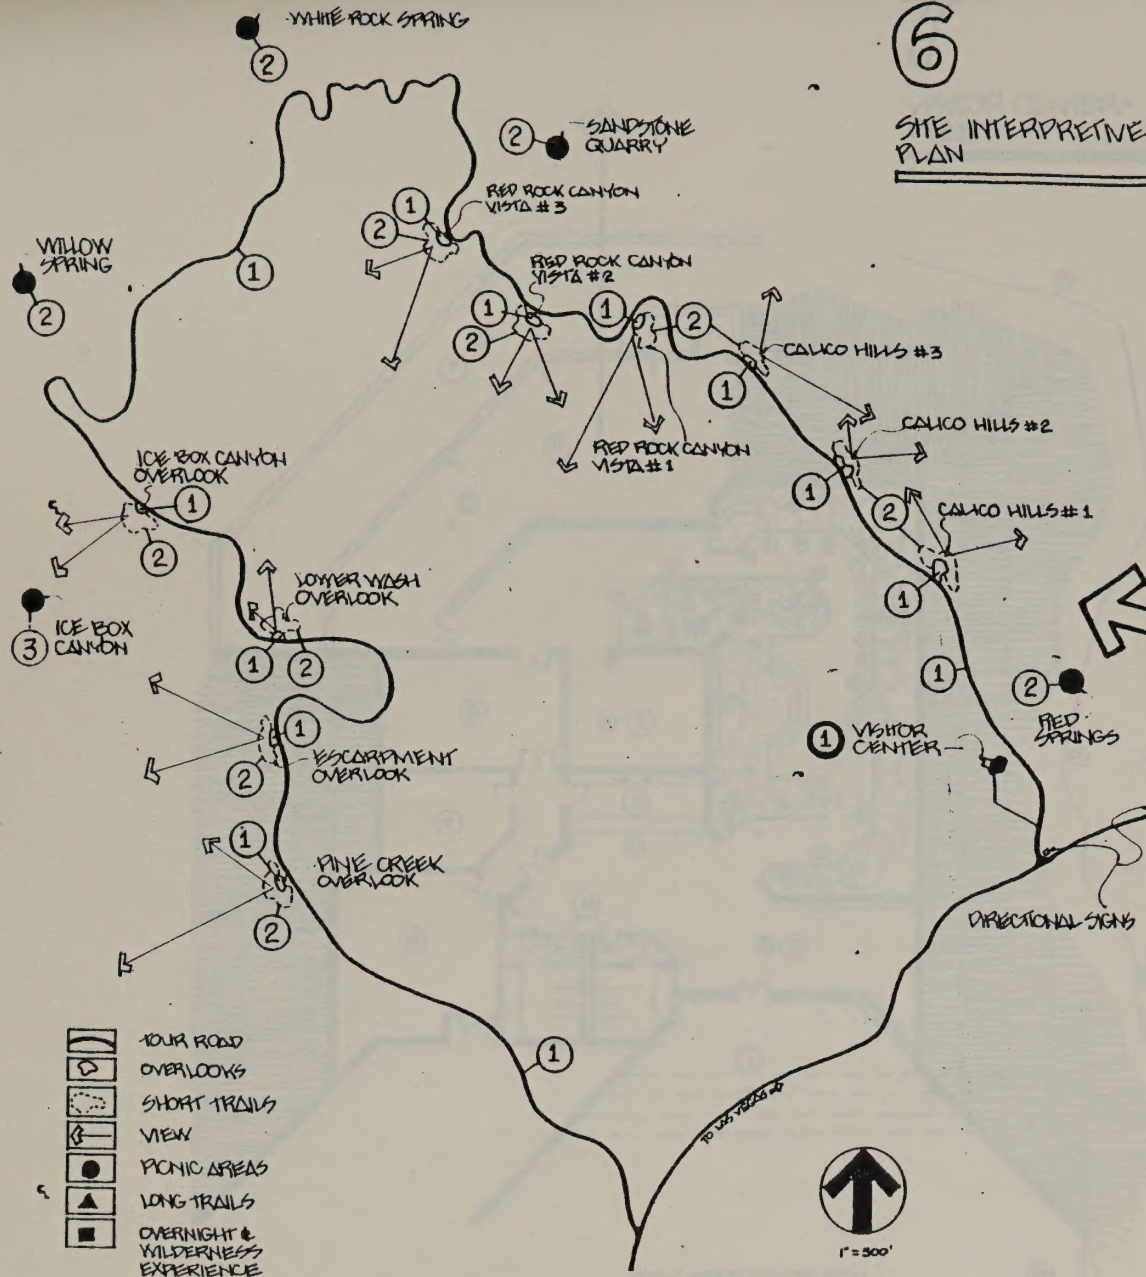 6
SITE INTERPRETIVE
PLAN
WHITE ROCK SPRING
2
2
SANDSTONE
QUARRY
RED ROCK CANYON
VISTA #3
1
2
WILLOW
SPRING
2
1
RED ROCK CANYON
VISTA #2
1
2
1
2
CALICO HILLS #3
1
RED ROCK CANYON
VISTA #1
CALICO HILLS #2
1
2
CALICO HILLS #1
1
ICE BOX CANYON
OVERLOOK
1
2
3
ICE BOX
CANYON
LOWER WASH
OVERLOOK
1
2
1
2
RED
SPRINGS
1
VISITOR
CENTER
1
2
ESCARPMENT
OVERLOOK
1
2
PINE CREEK
OVERLOOK
DIRECTIONAL SIGNS
1
TO LAS VEGAS
TOUR ROAD
OVERLOOKS
SHORT TRAILS
VIEW
PICNIC AREAS
LONG TRAILS
OVERNIGHT &
WILDERNESS
EXPERIENCE
1" = 500'